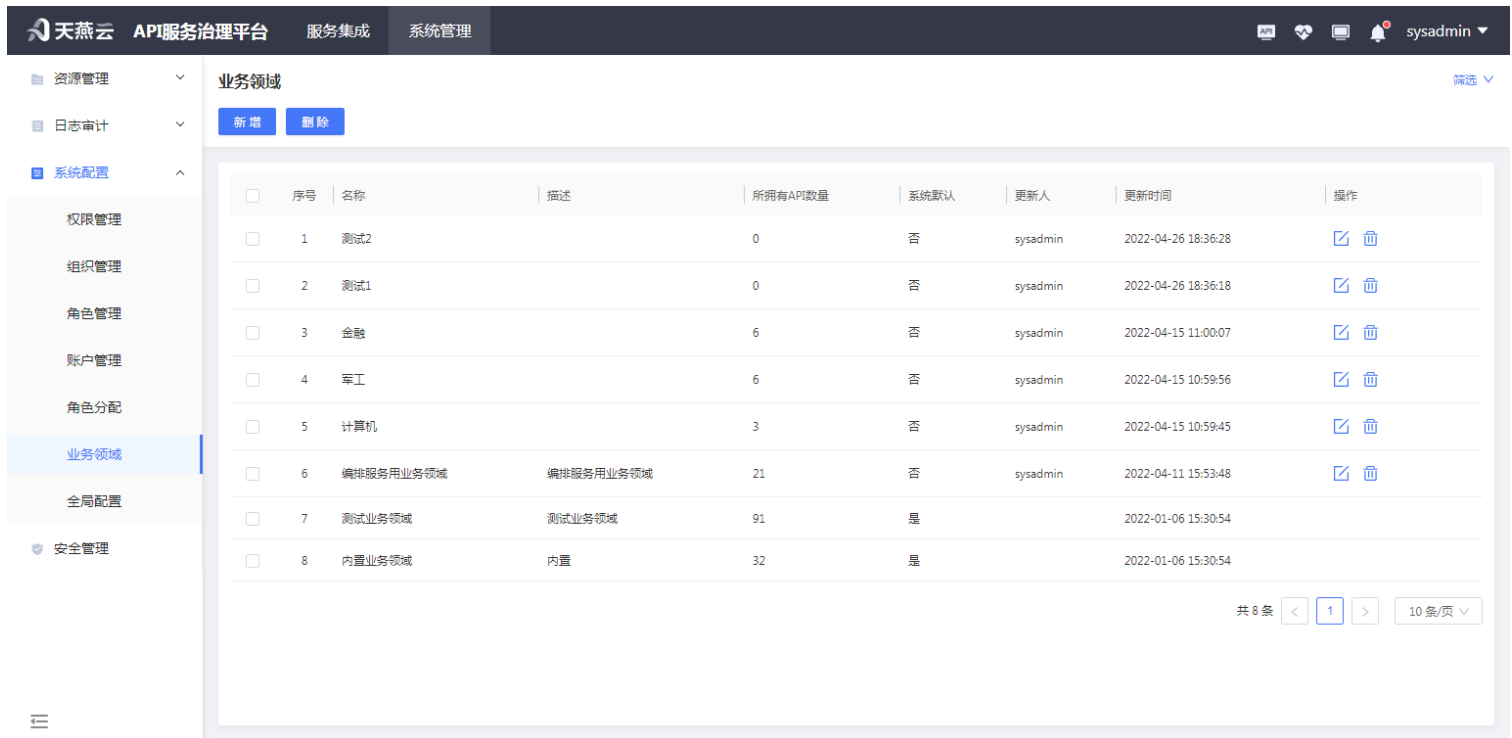 天燕云 API服务治理平台 服务集成 系统管理 API sysadmin
资源管理
日志审计
系统配置
权限管理
组织管理
角色管理
账户管理
角色分配
业务领域
全局配置
安全管理
业务领域 筛选
新增 删除
序号 名称 描述 所拥有API数量 系统默认 更新人 更新时间 操作
1 测试2 0 否 sysadmin 2022-04-26 18:36:28
2 测试1 0 否 sysadmin 2022-04-26 18:36:18
3 金融 6 否 sysadmin 2022-04-15 11:00:07
4 军工 6 否 sysadmin 2022-04-15 10:59:56
5 计算机 3 否 sysadmin 2022-04-15 10:59:45
6 编排服务用业务领域 编排服务用业务领域 21 否 sysadmin 2022-04-11 15:53:48
7 测试业务领域 测试业务领域 91 是 2022-01-06 15:30:54
8 内置业务领域 内置 32 是 2022-01-06 15:30:54
共 8 条 < 1 > 10 条/页